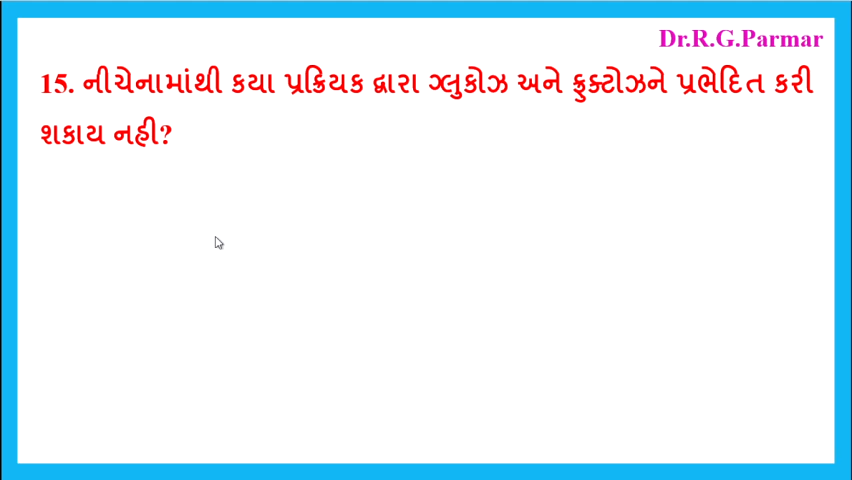 Dr.R.G.Parmar
15. નીચેનામાંથી કયા પ્રક્રિયક દ્વારા ગ્લુકોઝ અને ફ્રુક્ટોઝને પ્રભેદિત કરી
શકાય નહી?